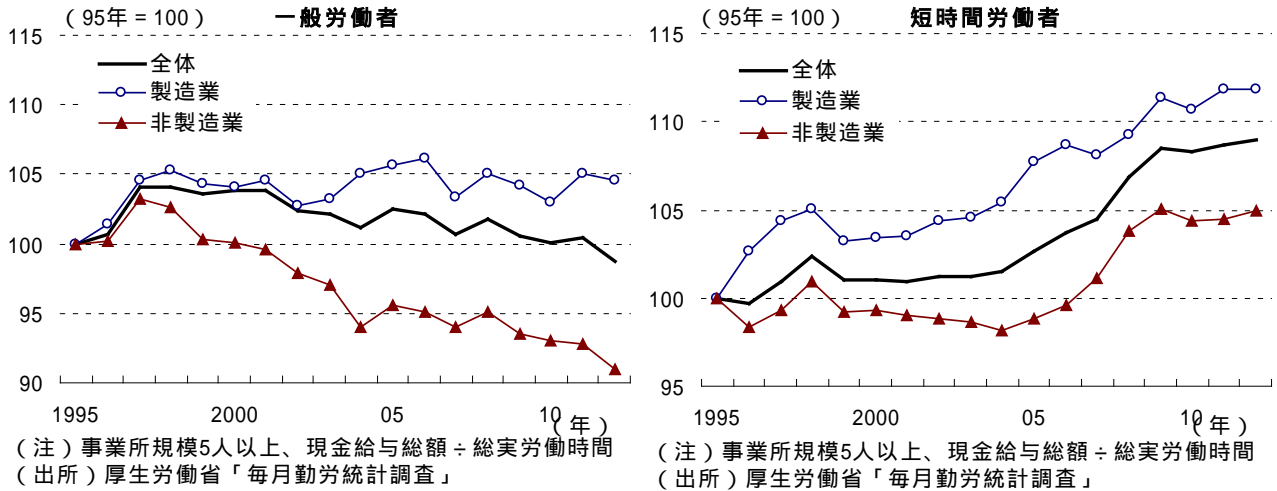 （95年＝100）
一般労働者
115
110
105
100
95
90
全体
製造業
非製造業
1995
2000
05
10
（年）
（注）事業所規模5人以上、現金給与総額÷総実労働時間
（出所）厚生労働省「毎月勤労統計調査」
（95年＝100）
短時間労働者
115
110
105
100
95
全体
製造業
非製造業
1995
2000
05
10
（年）
（注）事業所規模5人以上、現金給与総額÷総実労働時間
（出所）厚生労働省「毎月勤労統計調査」